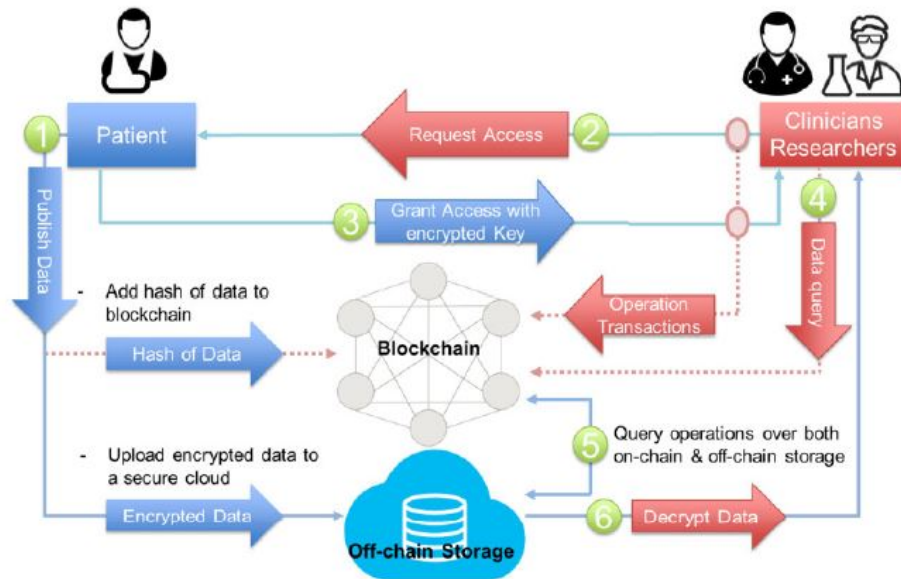 1
Patient
Request Access
2
Clinicians
Researchers
Publish Data
3
Grant Access with
encrypted Key
4
Data query
- Add hash of data to
blockchain
Operation
Transactions
Hash of Data
Blockchain
- Upload encrypted data to
a secure cloud
5
Query operations over both
on-chain & off-chain storage
Encrypted Data
6
Decrypt Data
Off-chain Storage